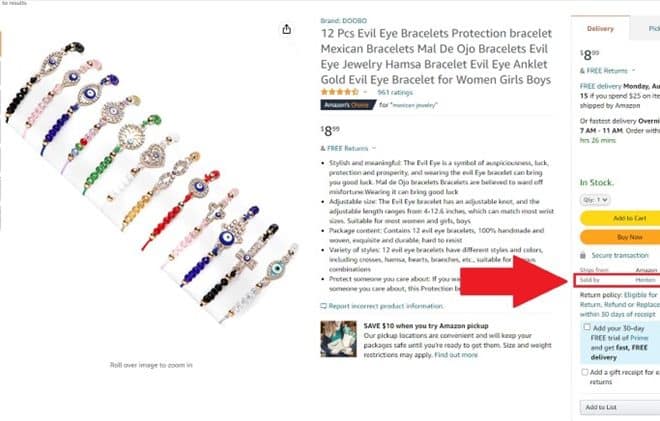 to results
Brand: DOOBO
12 Pcs Evil Eye Bracelets Protection bracelet
Mexican Bracelets Mal De Ojo Bracelets Evil
Eye Jewelry Hamsa Bracelet Evil Eye Anklet
Gold Evil Eye Bracelet for Women Girls Boys
961 ratings
Amazon's Choice for "mexican jewelry"
$8.99
& FREE Returns
• Stylish and meaningful: The Evil Eye is a symbol of auspiciousness, luck,
protection and prosperity, and wearing the evil Eye bracelet can bring
you good luck. Mal de Ojo bracelets Bracelets are believed to ward off
misfortune.Wearing it can bring good luck
• Adjustable size: The Evil Eye bracelet has an adjustable knot, and the
adjustable length ranges from 4-12.6 inches, which can match most wrist
sizes. Suitable for most women and girls, boys
• Package content: Contains 12 evil eye bracelets, 100% handmade and
woven, exquisite and durable; hard to resist
• Variety of styles: 12 evil eye bracelets have different styles and colors,
including crosses, hamsa, hearts, branches, etc., suitable for
combinations
• Protect someone you care about: If you
someone you care about, this Protection
Report incorrect product information.
SAVE $10 when you try Amazon pickup
Our pickup locations are convenient and will keep your
packages safe until you're ready to get them. Size and weight
restrictions may apply. Find out more
Roll over image to zoom in
Delivery
$8.99
& FREE Returns
FREE delivery Monday, Au
15 if you spend $25 on ite
shipped by Amazon
Or fastest delivery Overni
7 AM - 11 AM. Order with
hrs 26 mins
In Stock.
Qty: 1
Add to Cart
Buy Now
Secure transaction
Ships from Amazon
Sold by
Return policy: Eligible for
Return, Refund or Replace
within 30 days of receipt
Add your 30-day
FREE trial of Prime
and get fast, FREE
delivery
Add a gift receipt for e
returns
Add to List